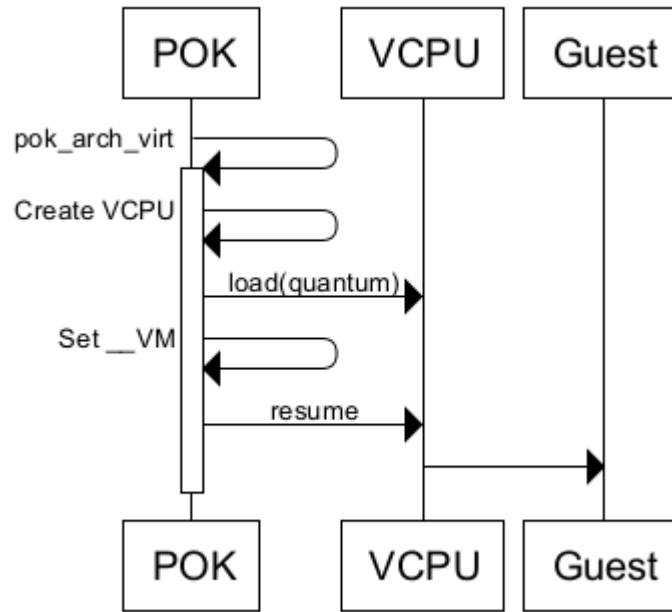 POK
VCPU
Guest
pok_arch_virt
Create VCPU
load(quantum)
Set __VM
resume
POK
VCPU
Guest